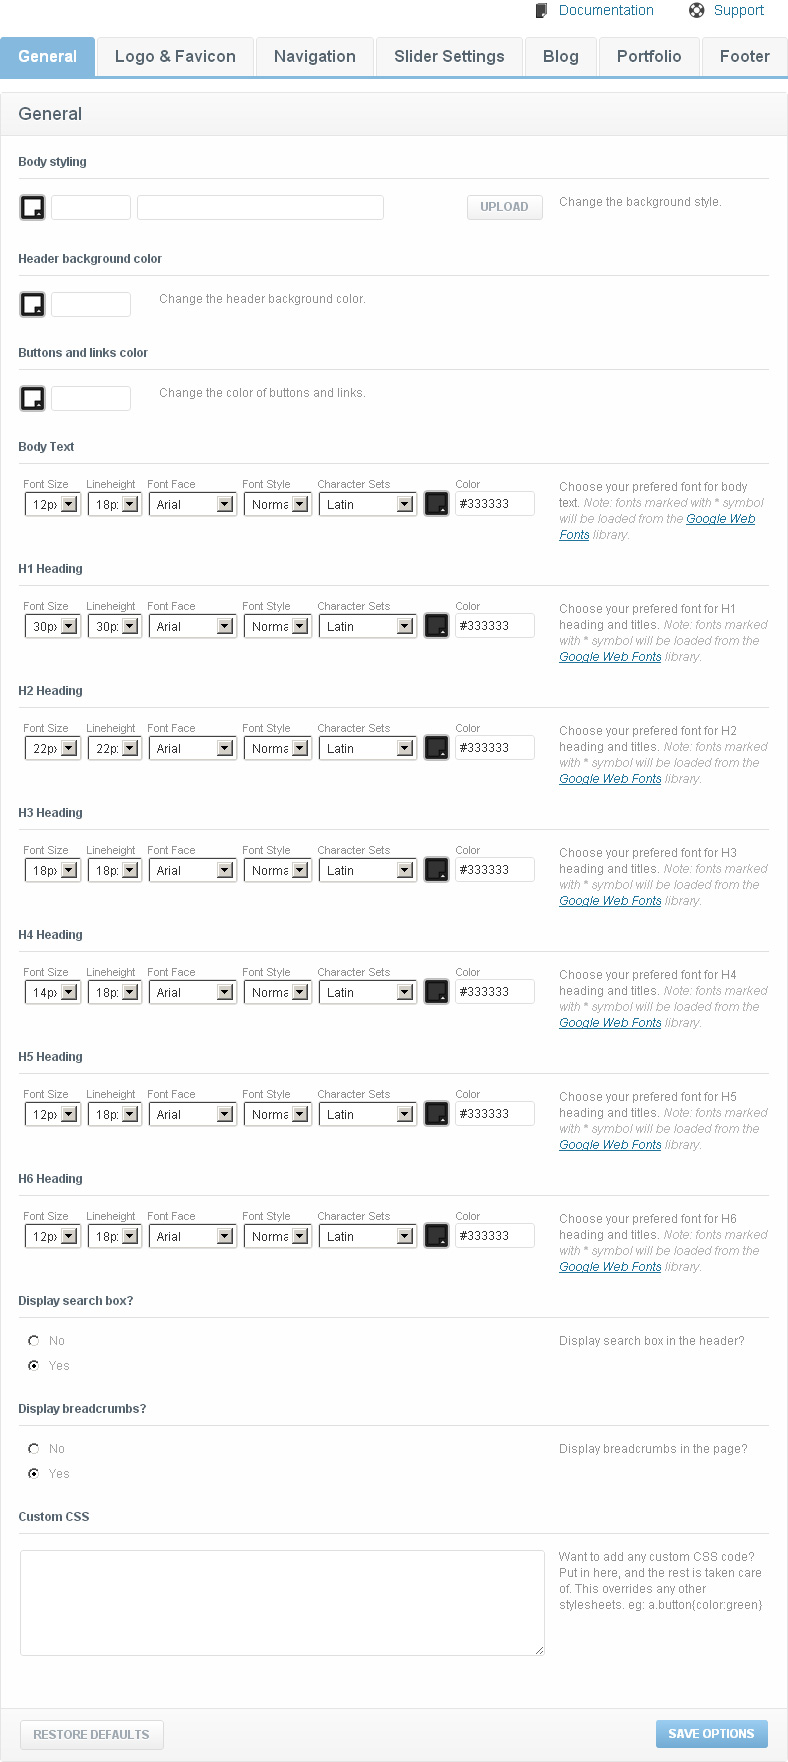 Documentation Support
General Logo & Favicon Navigation Slider Settings Blog Portfolio Footer
General
Body styling
UPLOAD Change the background style.
Header background color
Change the header background color.
Buttons and links color
Change the color of buttons and links.
Body Text
Font Size Lineheight Font Face Font Style Character Sets Color
12px 18px Arial Norma Latin #333333
Choose your prefered font for body
text. Note: fonts marked with * symbol
will be loaded from the Google Web
Fonts library.
H1 Heading
Font Size Lineheight Font Face Font Style Character Sets Color
30px 30px Arial Norma Latin #333333
Choose your prefered font for H1
heading and titles. Note: fonts marked
with * symbol will be loaded from the
Google Web Fonts library.
H2 Heading
Font Size Lineheight Font Face Font Style Character Sets Color
22px 22px Arial Norma Latin #333333
Choose your prefered font for H2
heading and titles. Note: fonts marked
with * symbol will be loaded from the
Google Web Fonts library.
H3 Heading
Font Size Lineheight Font Face Font Style Character Sets Color
18px 18px Arial Norma Latin #333333
Choose your prefered font for H3
heading and titles. Note: fonts marked
with * symbol will be loaded from the
Google Web Fonts library.
H4 Heading
Font Size Lineheight Font Face Font Style Character Sets Color
14px 18px Arial Norma Latin #333333
Choose your prefered font for H4
heading and titles. Note: fonts marked
with * symbol will be loaded from the
Google Web Fonts library.
H5 Heading
Font Size Lineheight Font Face Font Style Character Sets Color
12px 18px Arial Norma Latin #333333
Choose your prefered font for H5
heading and titles. Note: fonts marked
with * symbol will be loaded from the
Google Web Fonts library.
H6 Heading
Font Size Lineheight Font Face Font Style Character Sets Color
12px 18px Arial Norma Latin #333333
Choose your prefered font for H6
heading and titles. Note: fonts marked
with * symbol will be loaded from the
Google Web Fonts library.
Display search box?
No Display search box in the header?
Yes
Display breadcrumbs?
No Display breadcrumbs in the page?
Yes
Custom CSS
Want to add any custom CSS code?
Put in here, and the rest is taken care
of. This overrides any other
stylesheets. eg: a.button{color:green}
RESTORE DEFAULTS SAVE OPTIONS